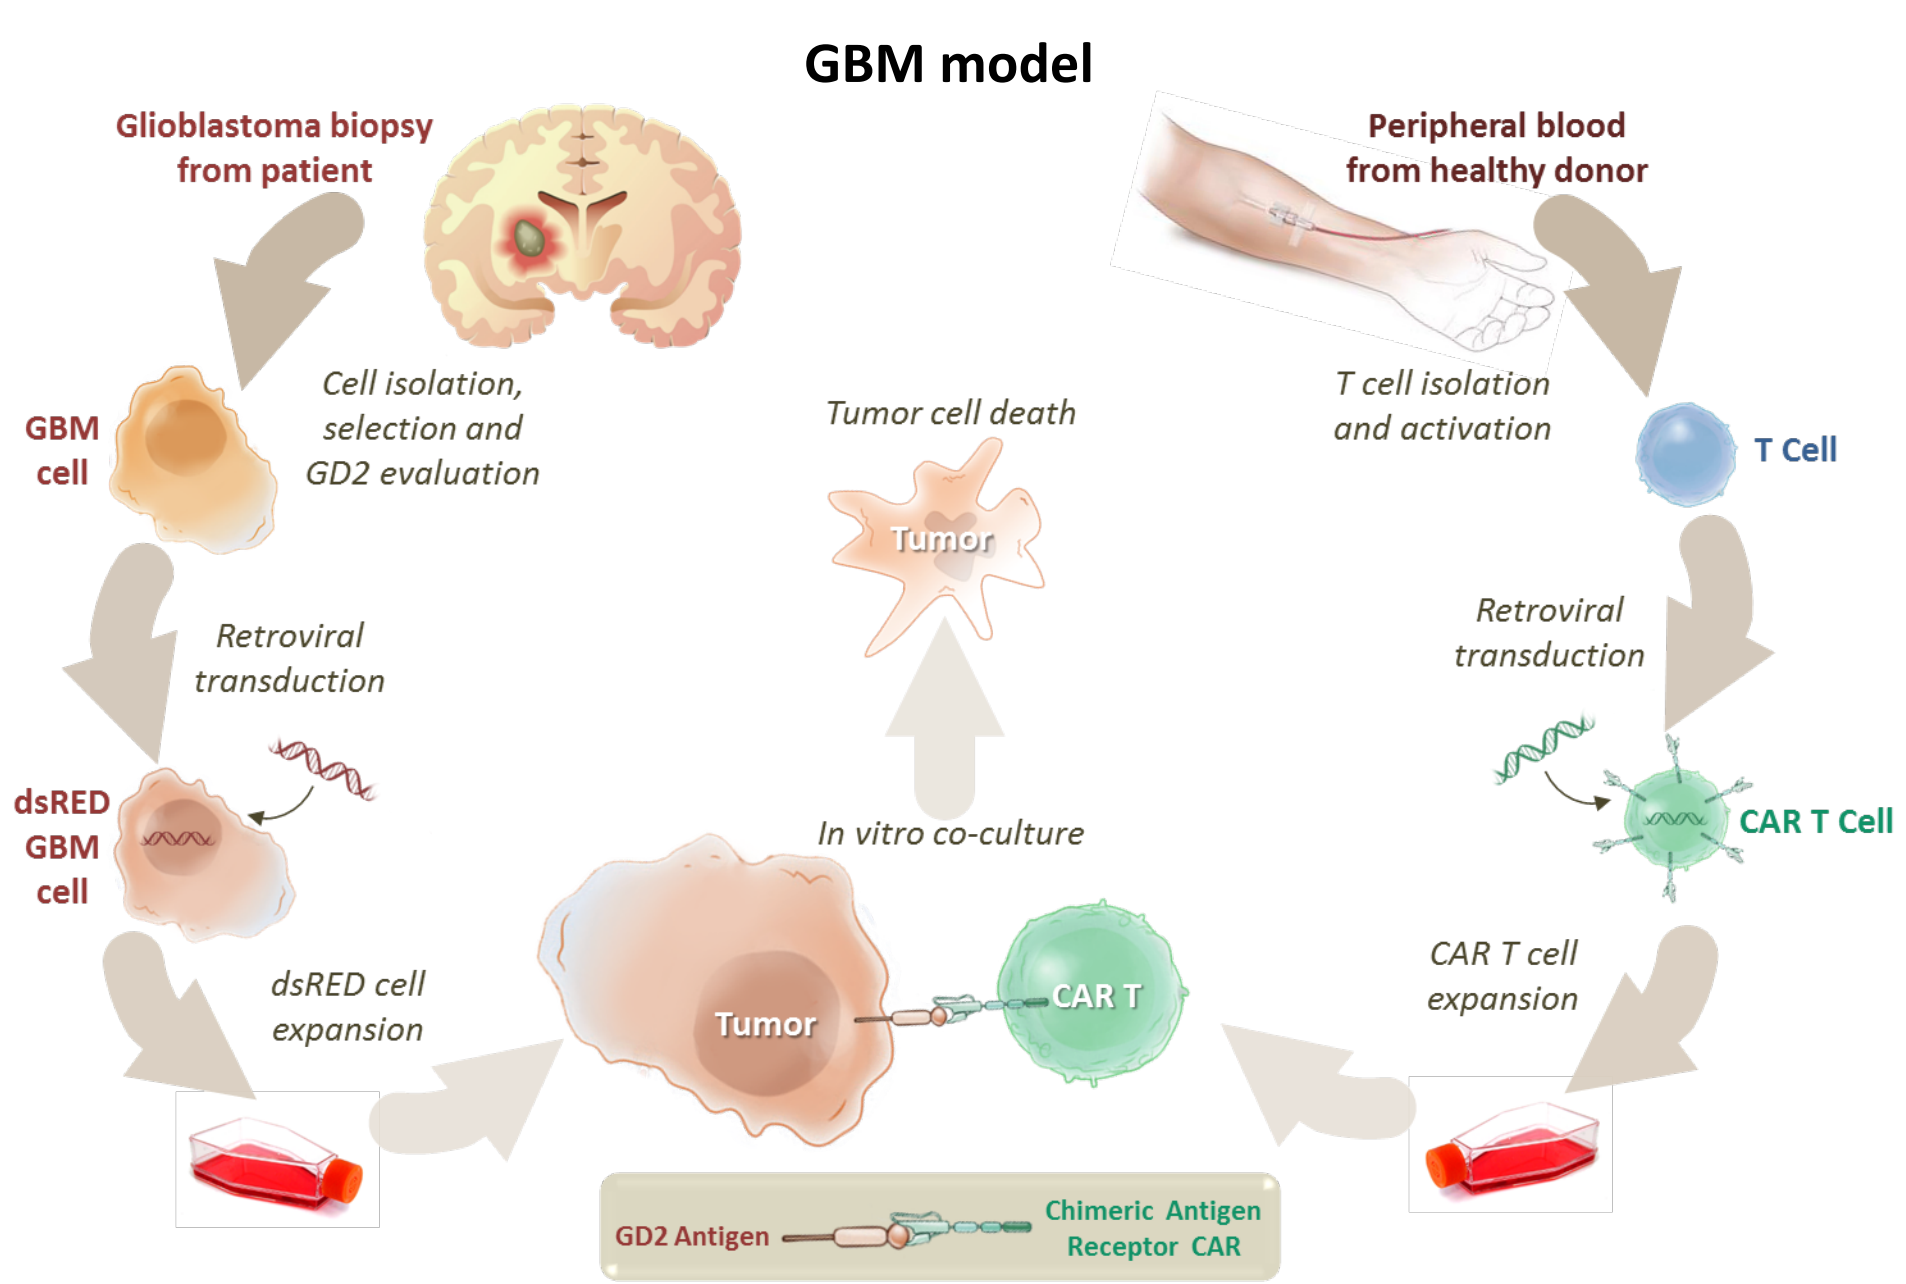 GBM model
Glioblastoma biopsy
from patient
Peripheral blood
from healthy donor
Cell isolation,
selection and
GD2 evaluation
GBM
cell
Tumor cell death
Tumor
T cell isolation
and activation
T Cell
Retroviral
transduction
Retroviral
transduction
dsRED
GBM
cell
CAR T Cell
In vitro co-culture
dsRED cell
expansion
Tumor
CAR T
CAR T cell
expansion
GD2 Antigen
Chimeric Antigen
Receptor CAR